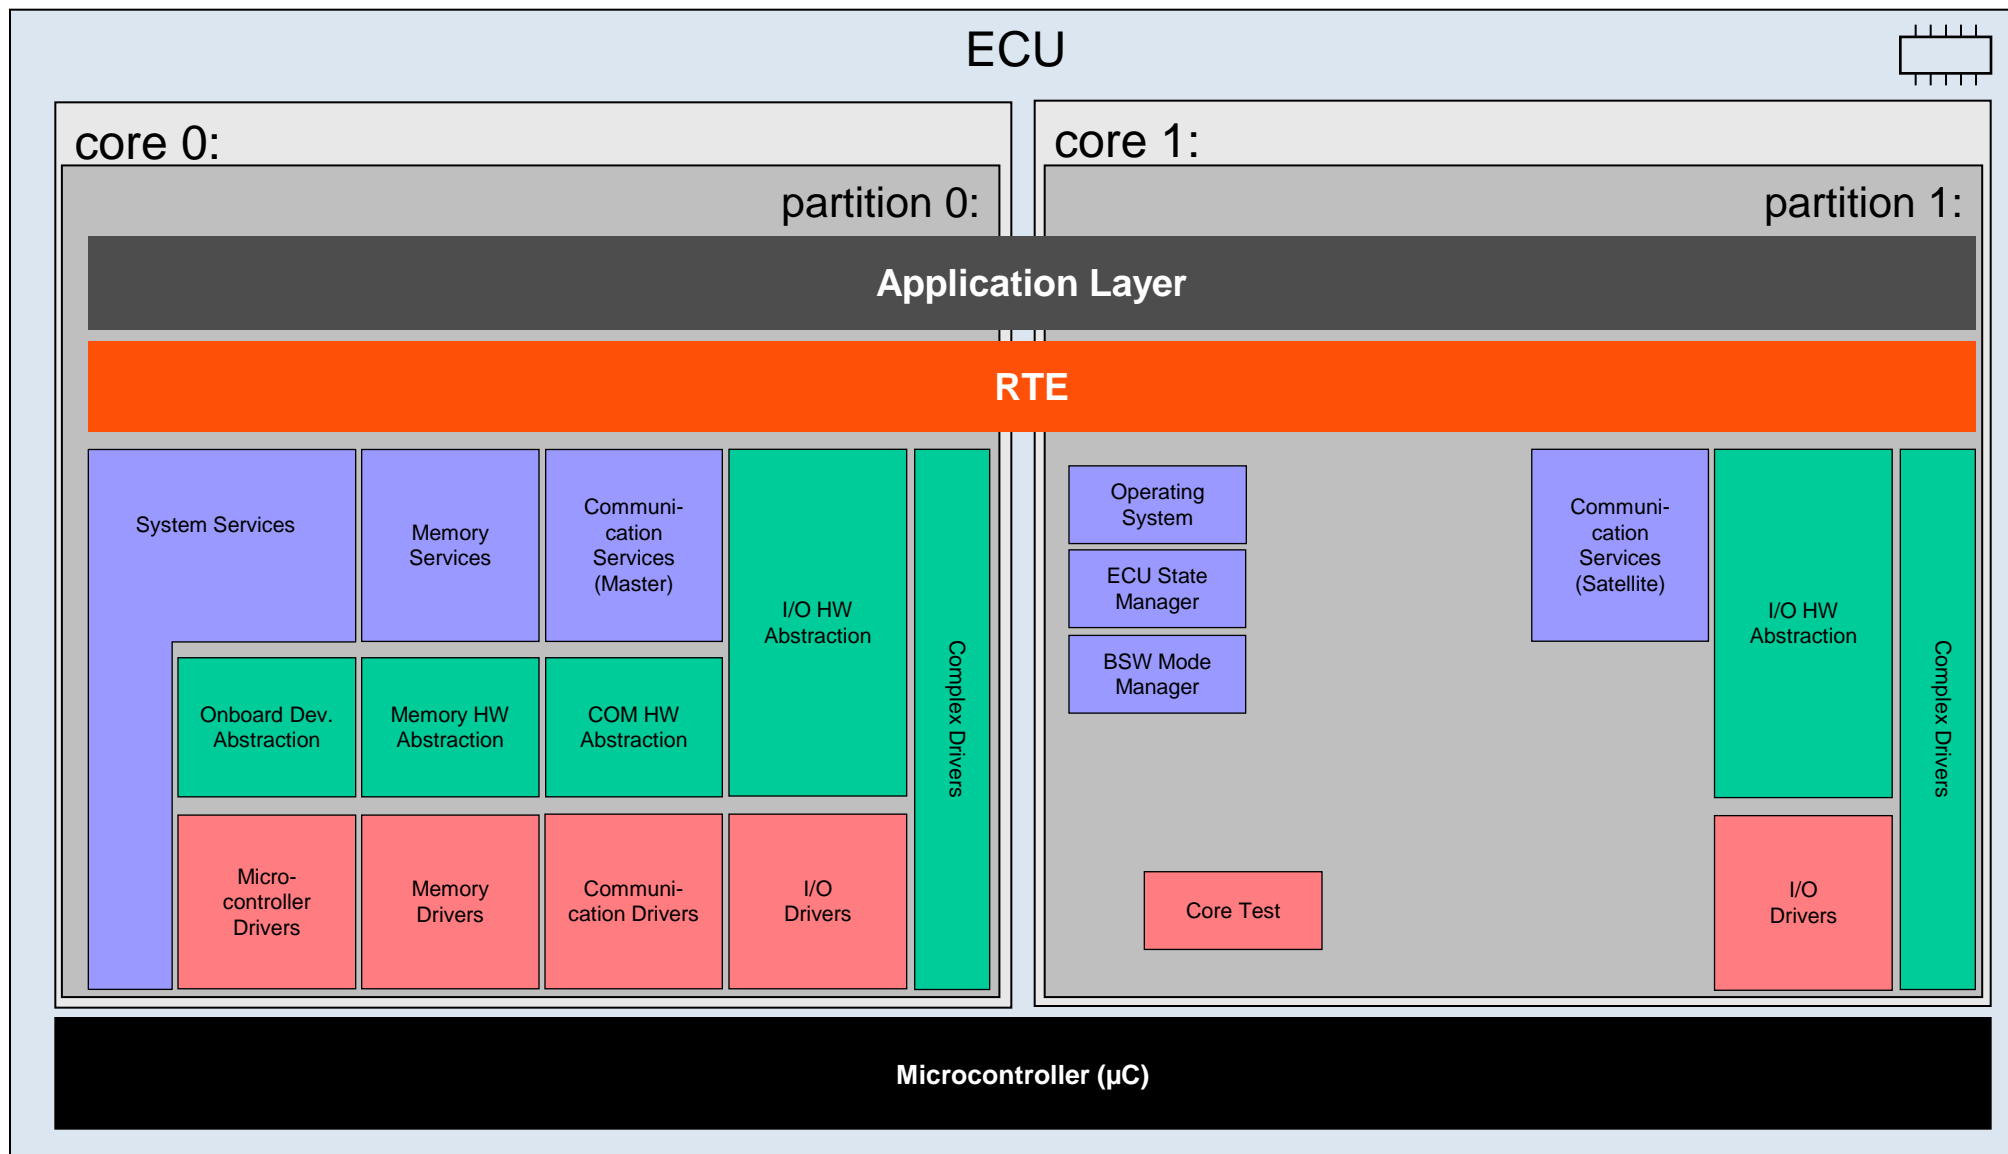 ECU
core 0:
partition 0:
core 1:
partition 1:
Application Layer
RTE
System Services
Memory
Services
Communi-
cation
Services
(Master)
I/O HW
Abstraction
Complex Drivers
Onboard Dev.
Abstraction
Memory HW
Abstraction
COM HW
Abstraction
Micro-
controller
Drivers
Memory
Drivers
Communi-
cation Drivers
I/O
Drivers
Operating
System
ECU State
Manager
BSW Mode
Manager
Communi-
cation
Services
(Satellite)
I/O HW
Abstraction
Complex Drivers
Core Test
I/O
Drivers
Microcontroller (µC)